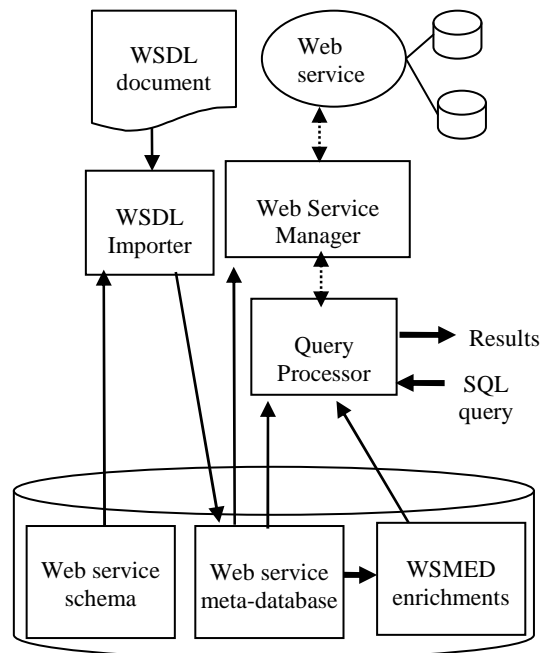 WSDL
document
Web
service
WSDL
Importer
Web Service
Manager
Query
Processor
Results
SQL
query
Web service
schema
Web service
meta-database
WSMED
enrichments